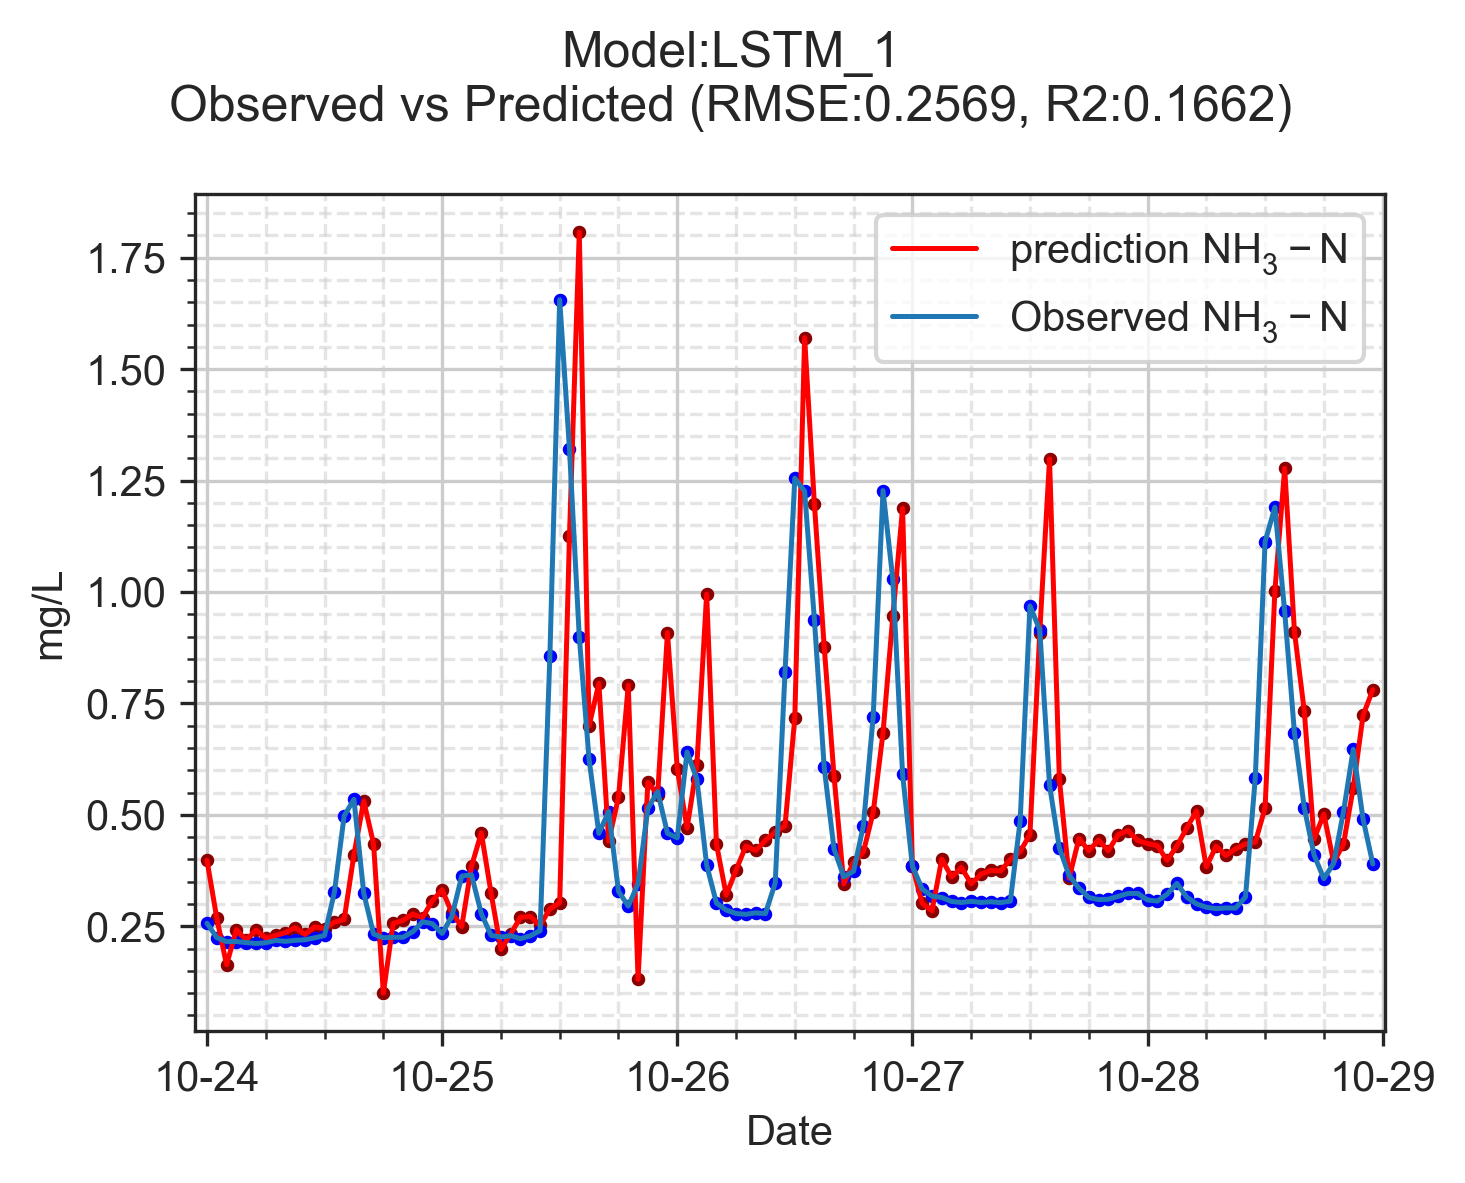 Model:LSTM_1
Observed vs Predicted (RMSE:0.2569, R2:0.1662)
prediction NH₃ − N
Observed NH₃ − N
1.75
1.50
1.25
1.00
0.75
0.50
0.25
mg/L
10-24 10-25 10-26 10-27 10-28 10-29
Date